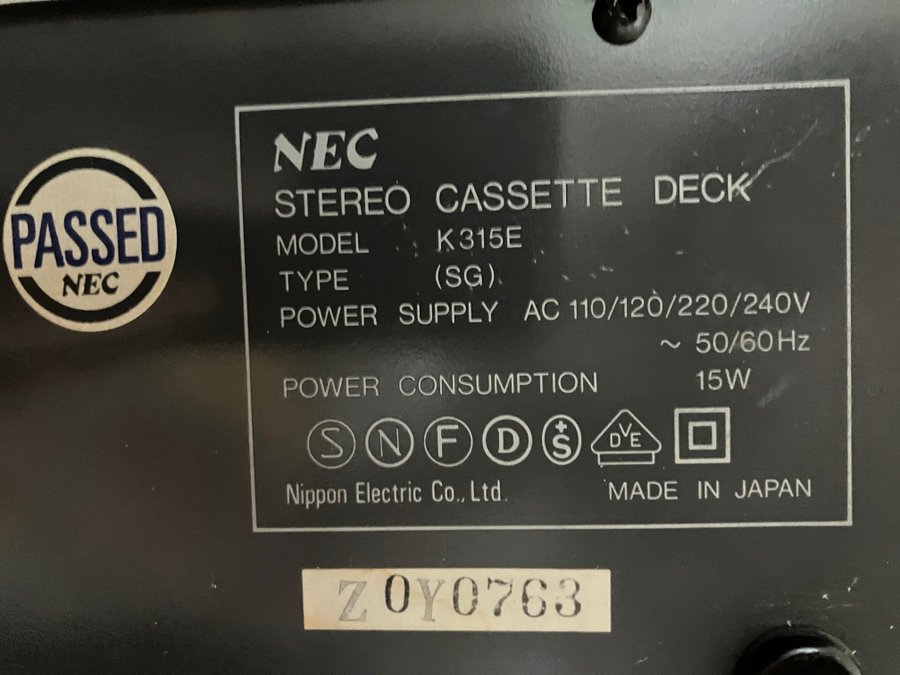 PASSED
NEC
NEC
STEREO CASSETTE DECK
MODEL K315E
TYPE (SG)
POWER SUPPLY AC 110/120/220/240V
~ 50/60Hz
POWER CONSUMPTION 15W
S N F D +S DVE
Nippon Electric Co., Ltd. MADE IN JAPAN
Z0Y0763